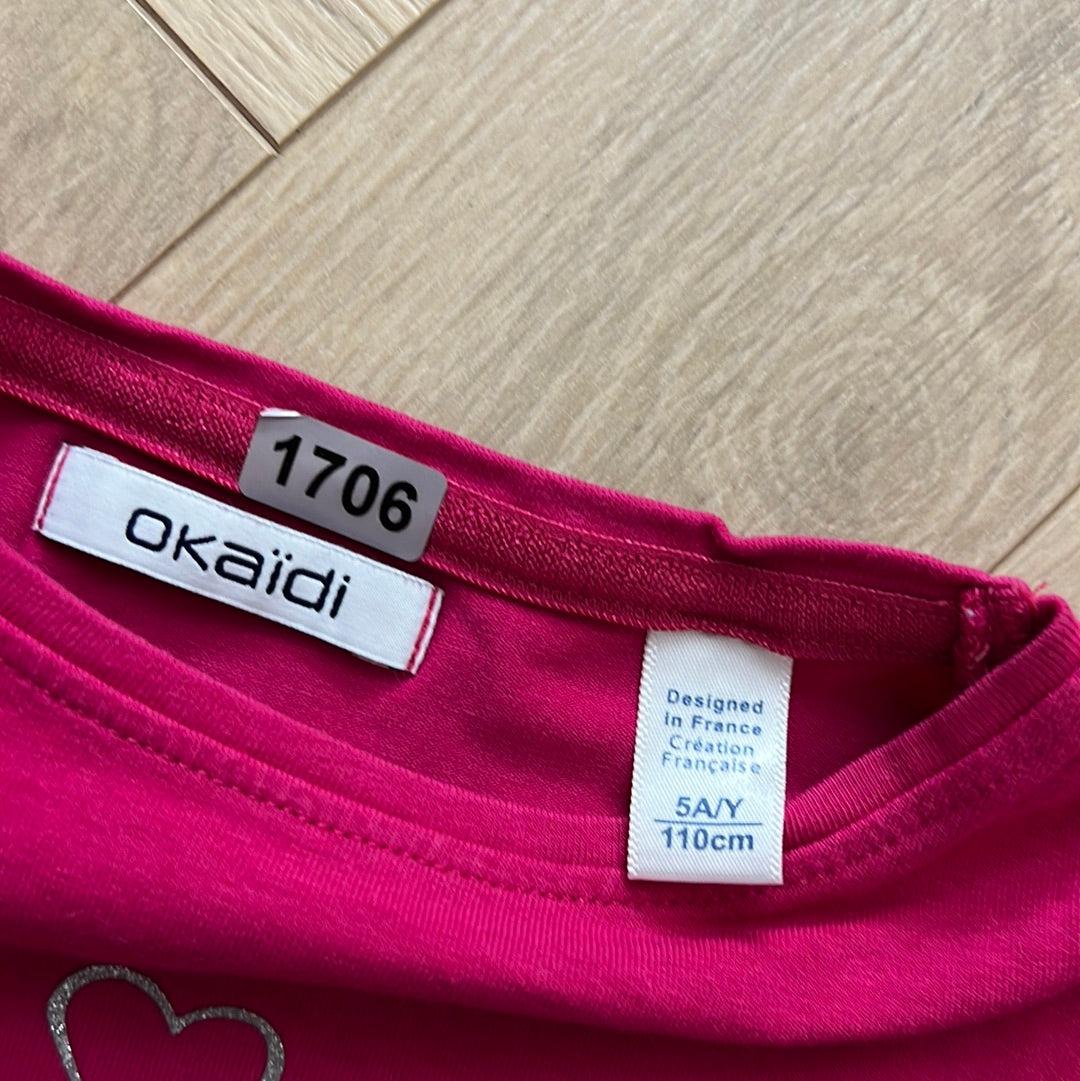 1706
oKaïdi
Designed
in France
Création
Française
5A/Y
110cm